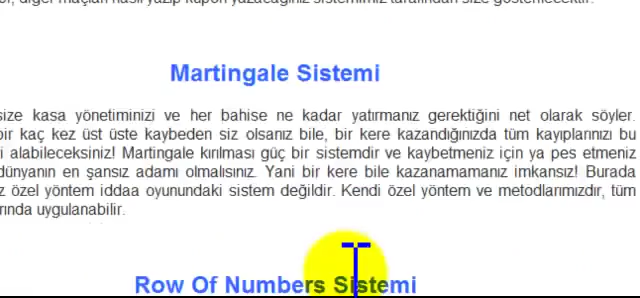 diğer maçları nasıl yazıp kupon yazacağınız sistemimiz tarafından size gösterilecektir.
Martingale Sistemi
size kasa yönetiminizi ve her bahise ne kadar yatırmanız gerektiğini net olarak söyler.
bir kaç kez üst üste kaybeden siz olsanız bile, bir kere kazandığınızda tüm kayıplarınızı bu
alabileceksiniz! Martingale kırılması güç bir sistemdir ve kaybetmeniz için ya pes etmeniz
dünyanın en şansız adamı olmalısınız. Yani bir kere bile kazanamamanız imkansız! Burada
z özel yöntem iddaa oyunundaki sistem değildir. Kendi özel yöntem ve metodlarımızdır, tüm
arında uygulanabilir.
Row Of Numbers Sistemi